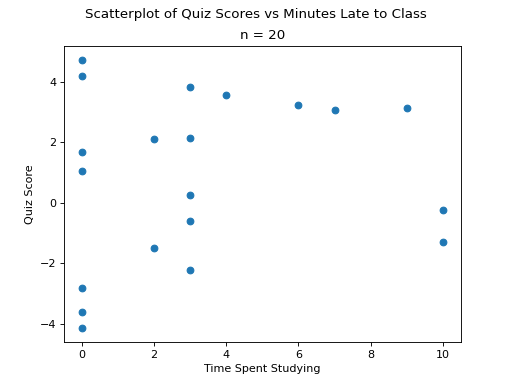 Scatterplot of Quiz Scores vs Minutes Late to Class
n = 20
4
2
0
−2
−4
Quiz Score
0 2 4 6 8 10
Time Spent Studying